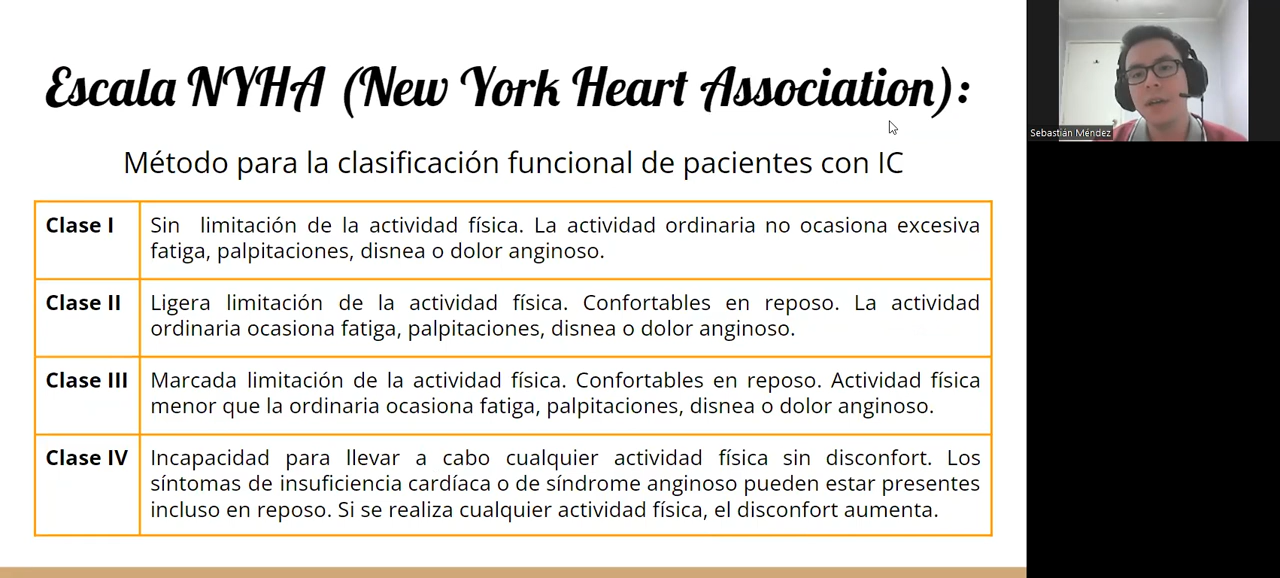 Escala NYHA (New York Heart Association):
Método para la clasificación funcional de pacientes con IC
Clase I
Sin limitación de la actividad física. La actividad ordinaria no ocasiona excesiva
fatiga, palpitaciones, disnea o dolor anginoso.
Clase II
Ligera limitación de la actividad física. Confortables en reposo. La actividad
ordinaria ocasiona fatiga, palpitaciones, disnea o dolor anginoso.
Clase III
Marcada limitación de la actividad física. Confortables en reposo. Actividad física
menor que la ordinaria ocasiona fatiga, palpitaciones, disnea o dolor anginoso.
Clase IV
Incapacidad para llevar a cabo cualquier actividad física sin disconfort. Los
síntomas de insuficiencia cardíaca o de síndrome anginoso pueden estar presentes
incluso en reposo. Si se realiza cualquier actividad física, el disconfort aumenta.
Sebastián Méndez